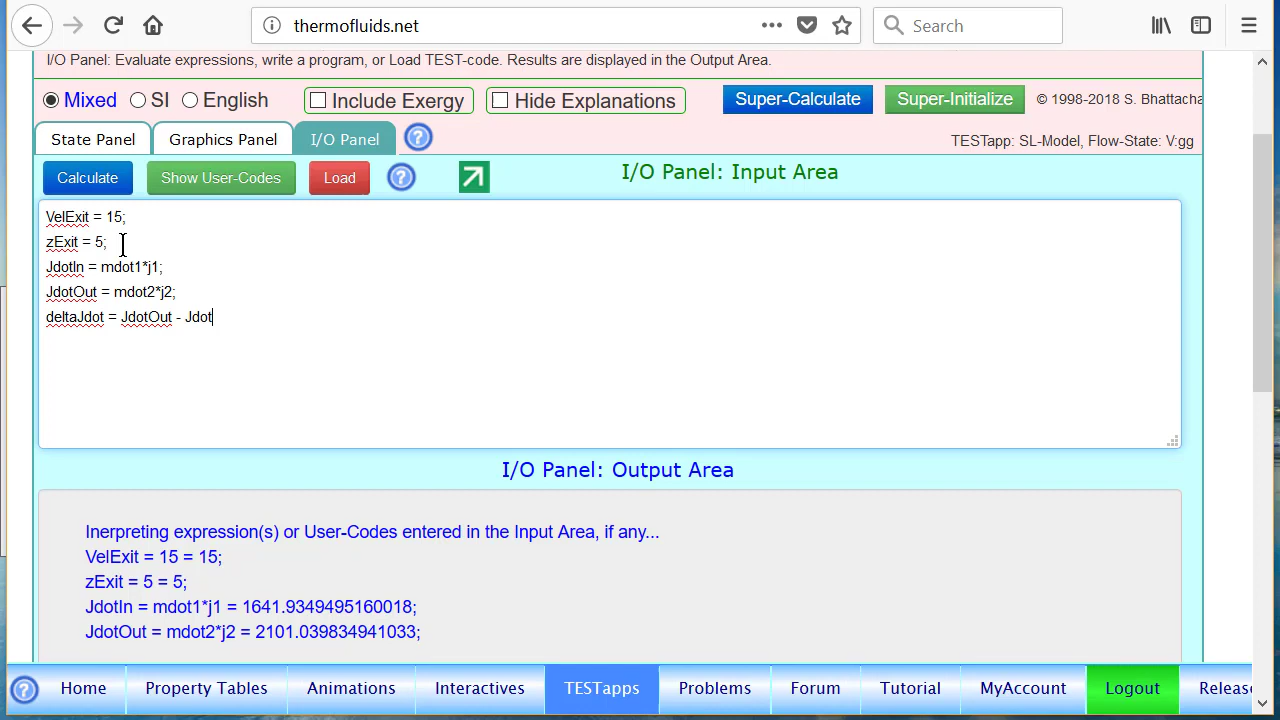 thermofluids.net
Search
I/O Panel: Evaluate expressions, write a program, or Load TEST-code. Results are displayed in the Output Area.
Mixed SI English Include Exergy Hide Explanations Super-Calculate Super-Initialize © 1998-2018 S. Bhattacha
State Panel Graphics Panel I/O Panel ? TESTapp: SL-Model, Flow-State: V:gg
Calculate Show User-Codes Load ? I/O Panel: Input Area
VelExit = 15;
zExit = 5;
JdotIn = mdot1*j1;
JdotOut = mdot2*j2;
deltaJdot = JdotOut - Jdot
I/O Panel: Output Area
Inerpreting expression(s) or User-Codes entered in the Input Area, if any...
VelExit = 15 = 15;
zExit = 5 = 5;
JdotIn = mdot1*j1 = 1641.9349495160018;
JdotOut = mdot2*j2 = 2101.039834941033;
? Home Property Tables Animations Interactives TESTapps Problems Forum Tutorial MyAccount Logout Releas